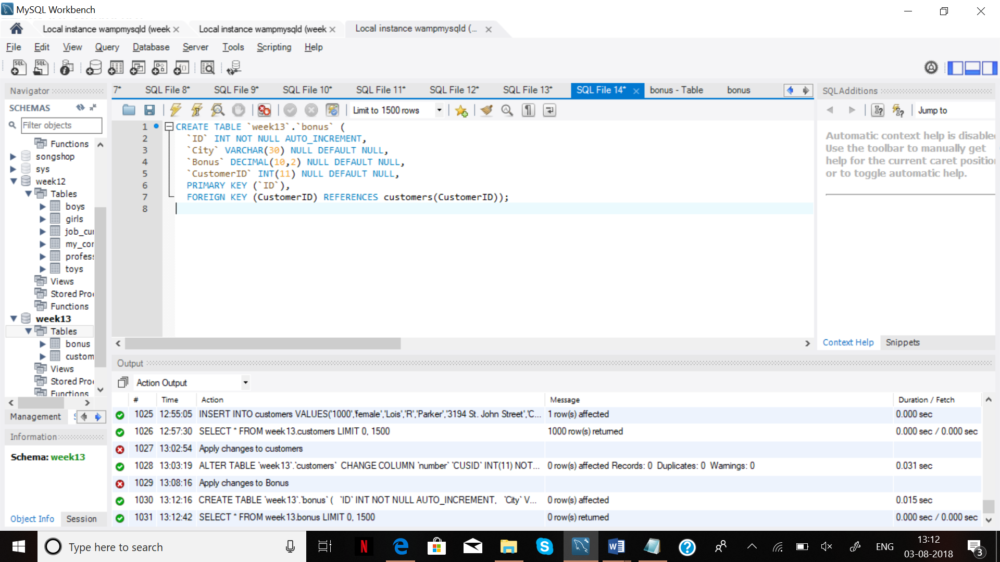 MySQL Workbench
Local instance wampmysqld (week
Local instance wampmysqld (week
Local instance wampmysqld (...
File Edit View Query Database Server Tools Scripting Help
Navigator
7*
SQL File 8*
SQL File 9*
SQL File 10*
SQL File 11*
SQL File 12*
SQL File 13*
SQL File 14*
bonus - Table
bonus
SQLAdditions
SCHEMAS
Limit to 1500 rows
Jump to
Filter objects
Functions
songshop
sys
week12
Tables
boys
girls
job_cur
my_cor
profes
toys
Views
Stored Pro
Functions
week13
Tables
bonus
custom
Views
Stored Pro
Functions
Management
Information
Schema: week13
Object Info
Session
1 CREATE TABLE `week13`.`bonus` (
2 `ID` INT NOT NULL AUTO_INCREMENT,
3 `City` VARCHAR(30) NULL DEFAULT NULL,
4 `Bonus` DECIMAL(10,2) NULL DEFAULT NULL,
5 `CustomerID` INT(11) NULL DEFAULT NULL,
6 PRIMARY KEY (`ID`),
7 FOREIGN KEY (CustomerID) REFERENCES customers(CustomerID));
8
Automatic context help is disable
Use the toolbar to manually get
help for the current caret position
or to toggle automatic help.
Context Help
Snippets
Output
Action Output
# Time Action Message Duration / Fetch
1025 12:55:05 INSERT INTO customers VALUES('1000','female','Lois','R','Parker','3194 St. John Street','C... 1 row(s) affected 0.000 sec
1026 12:57:30 SELECT * FROM week13.customers LIMIT 0, 1500 1000 row(s) returned 0.000 sec / 0.000 sec
1027 13:02:54 Apply changes to customers
1028 13:03:19 ALTER TABLE `week13`.`customers` CHANGE COLUMN `number` `CUSID` INT(11) NOT... 0 row(s) affected Records: 0 Duplicates: 0 Warnings: 0 0.031 sec
1029 13:08:16 Apply changes to Bonus
1030 13:12:16 CREATE TABLE `week13`.`bonus` ( `ID` INT NOT NULL AUTO_INCREMENT, `City` V... 0 row(s) affected 0.015 sec
1031 13:12:42 SELECT * FROM week13.bonus LIMIT 0, 1500 0 row(s) returned 0.000 sec / 0.000 sec
Type here to search
ENG
13:12
03-08-2018
3